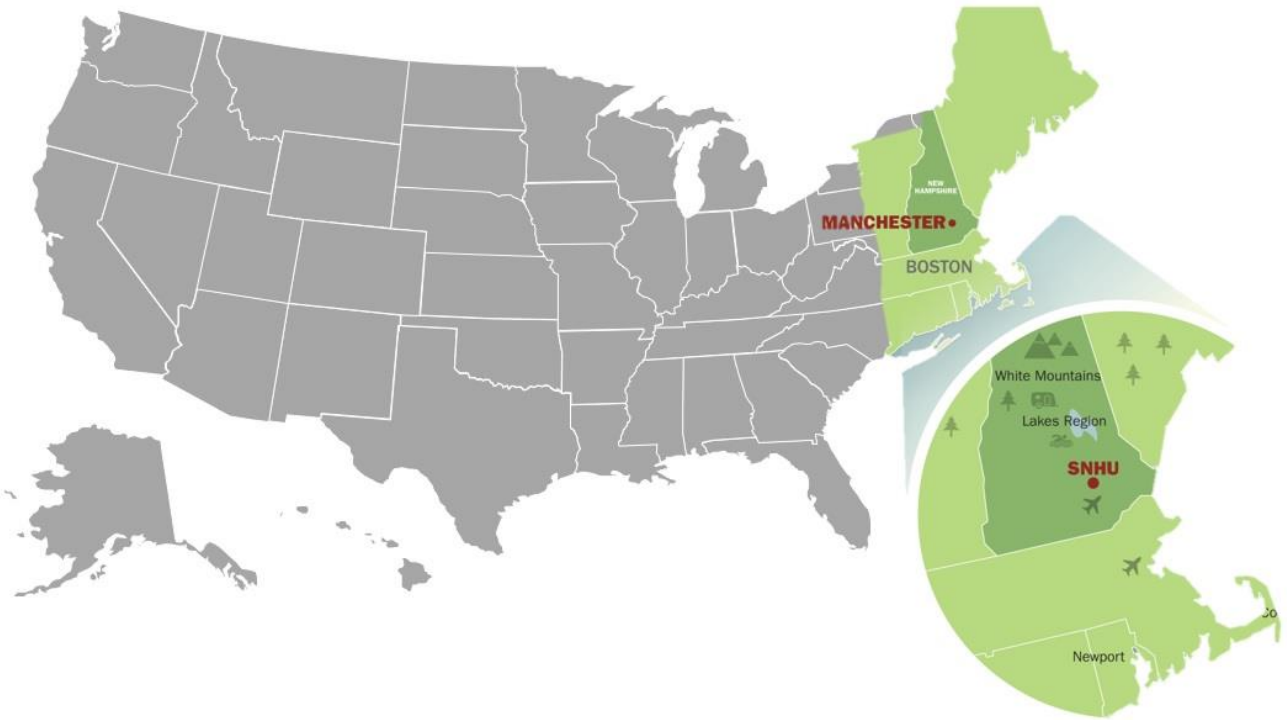 NEW
HAMPSHIRE
MANCHESTER
BOSTON
White Mountains
Lakes Region
SNHU
Newport